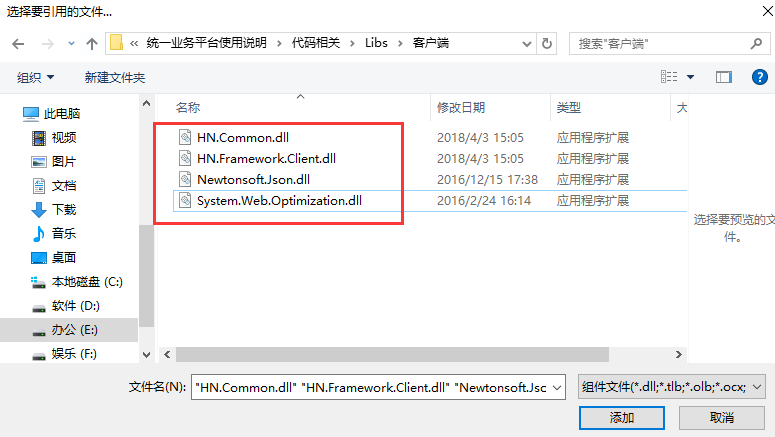 选择要引用的文件...
« 统一业务平台使用说明 › 代码相关 › Libs › 客户端
搜索"客户端"
组织 新建文件夹
名称 修改日期 类型 大
此电脑
视频
图片
文档
下载
音乐
桌面
本地磁盘 (C:)
软件 (D:)
办公 (E:)
娱乐 (F:)
HN.Common.dll 2018/4/3 15:05 应用程序扩展
HN.Framework.Client.dll 2018/4/3 15:05 应用程序扩展
Newtonsoft.Json.dll 2016/12/15 17:38 应用程序扩展
System.Web.Optimization.dll 2016/2/24 16:14 应用程序扩展
选择要预览的文
件。
文件名(N): "HN.Common.dll" "HN.Framework.Client.dll" "Newtonsoft.Jsc
组件文件(*.dll;*.tlb;*.olb;*.ocx;
添加 取消